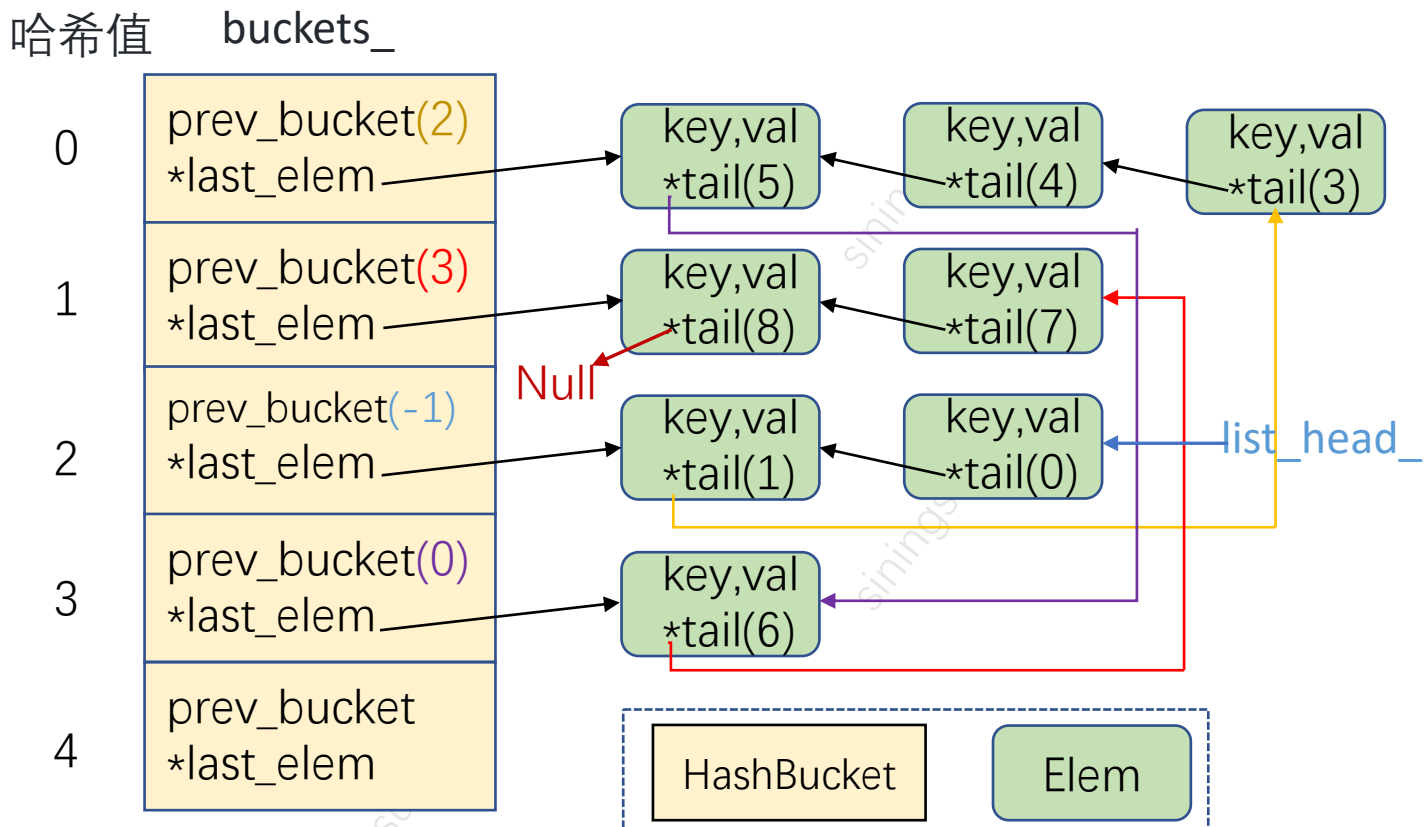 哈希值 buckets_
0
prev_bucket(2)
*last_elem
key,val
*tail(5)
key,val
*tail(4)
key,val
*tail(3)
1
prev_bucket(3)
*last_elem
key,val
*tail(8)
key,val
*tail(7)
Null
2
prev_bucket(-1)
*last_elem
key,val
*tail(1)
key,val
*tail(0)
list_head_
3
prev_bucket(0)
*last_elem
key,val
*tail(6)
4
prev_bucket
*last_elem
HashBucket
Elem